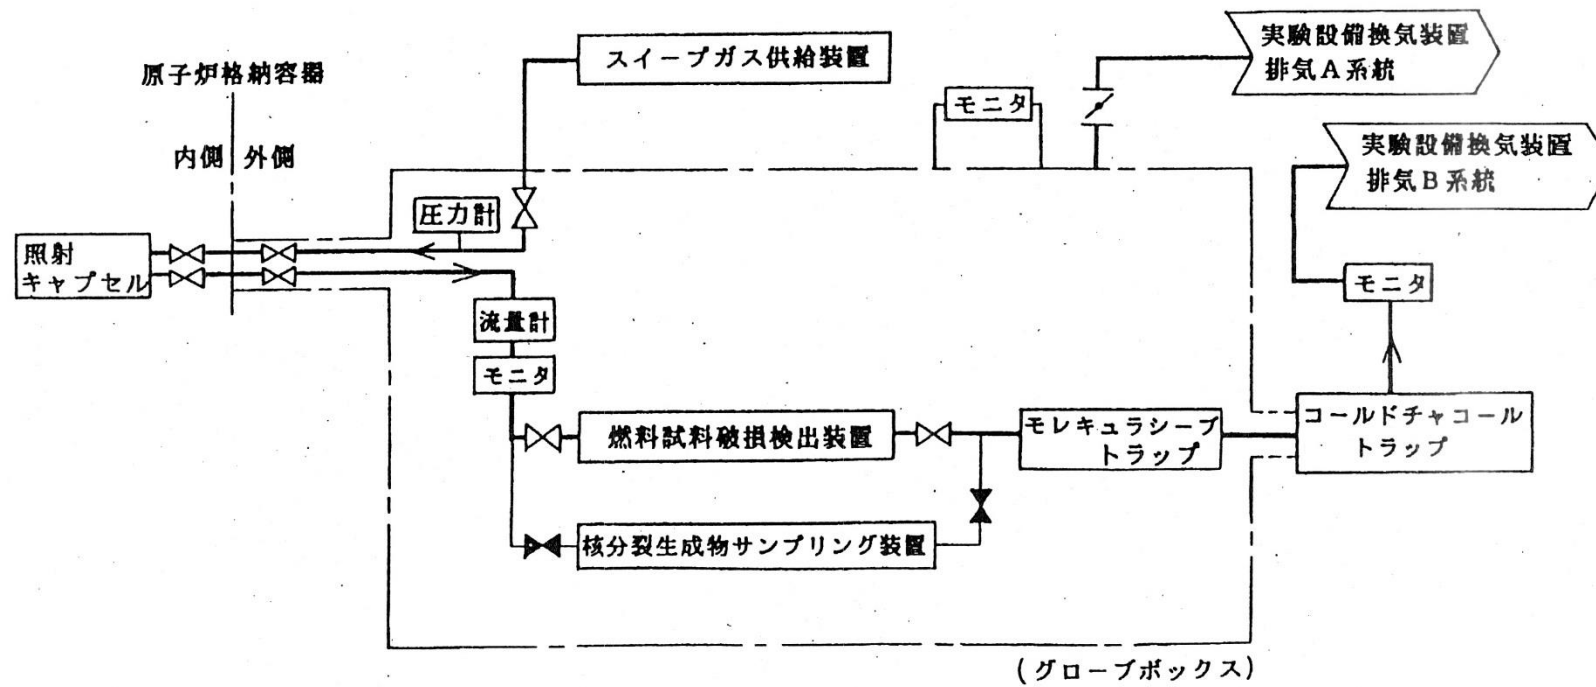 スイープガス供給装置
実験設備換気装置
排気A系統
原子炉格納容器
モニタ
内側
外側
実験設備換気装置
排気B系統
圧力計
照射
キャプセル
モニタ
流量計
モニタ
燃料試料破損検出装置
モレキュラシーブ
トラップ
コールドチャコール
トラップ
核分裂生成物サンプリング装置
(グローブボックス)